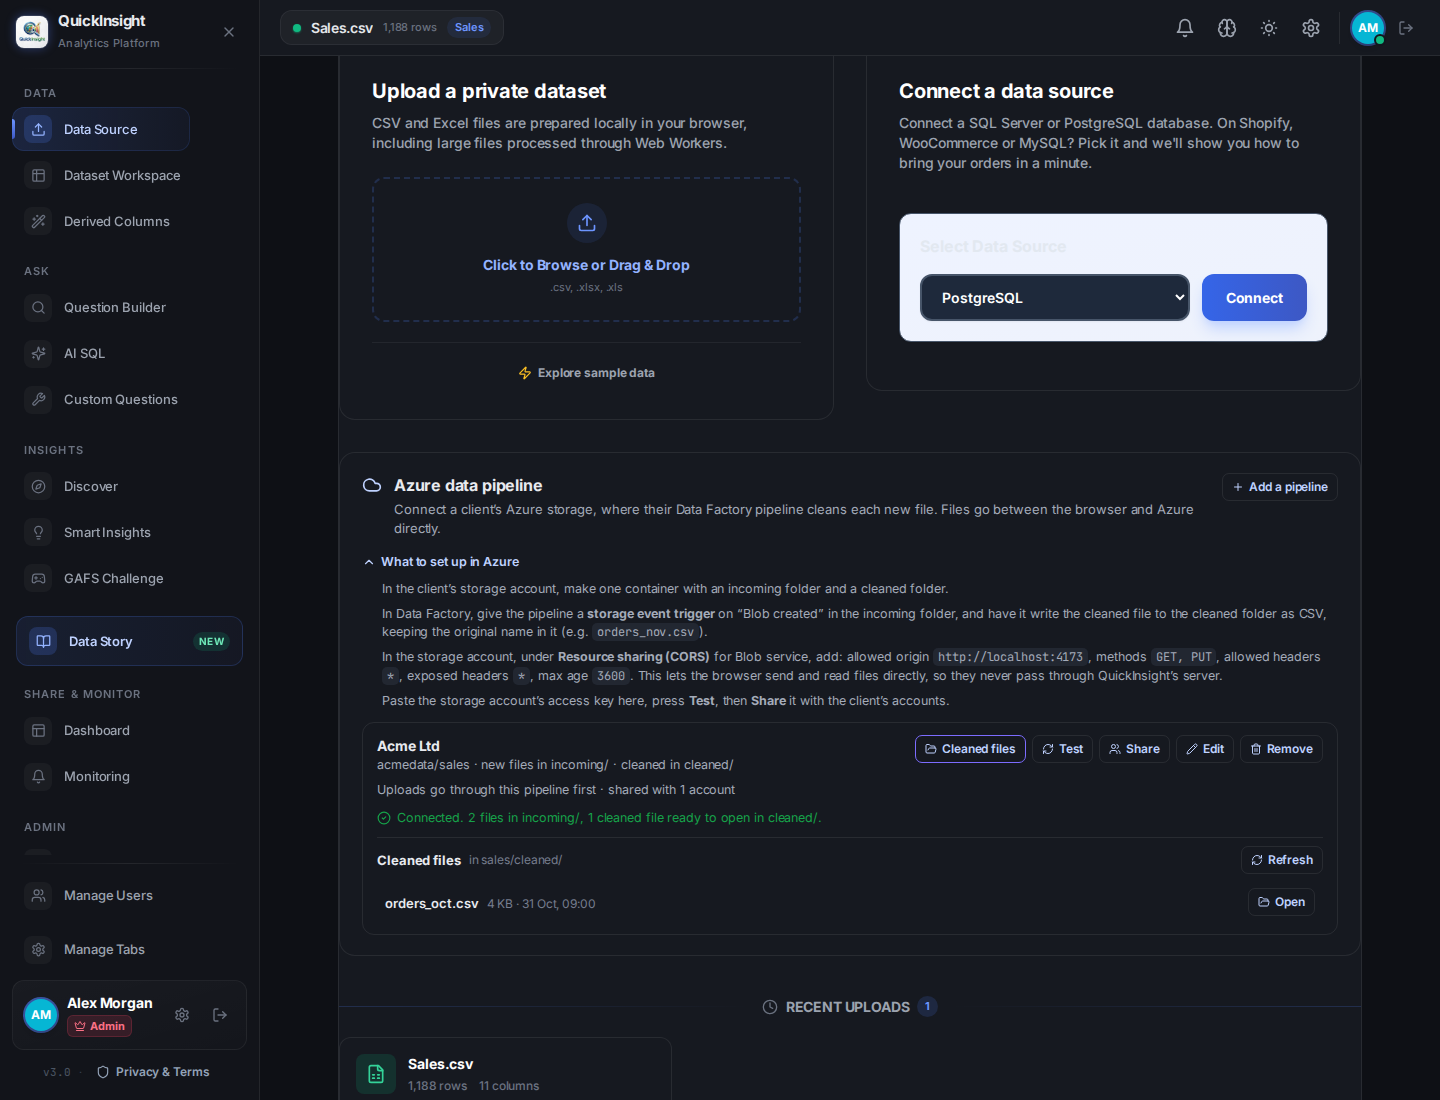 QuickInsight
Analytics Platform
DATA
Data Source
Dataset Workspace
Derived Columns
ASK
Question Builder
AI SQL
Custom Questions
INSIGHTS
Discover
Smart Insights
GAFS Challenge
Data Story NEW
SHARE & MONITOR
Dashboard
Monitoring
ADMIN
Manage Users
Manage Tabs
AM Alex Morgan
Admin
v3.0 · Privacy & Terms
Sales.csv 1,188 rows Sales
AM
Upload a private dataset
CSV and Excel files are prepared locally in your browser,
including large files processed through Web Workers.
Click to Browse or Drag & Drop
.csv, .xlsx, .xls
Explore sample data
Connect a data source
Connect a SQL Server or PostgreSQL database. On Shopify,
WooCommerce or MySQL? Pick it and we'll show you how to
bring your orders in a minute.
Select Data Source
PostgreSQL
Connect
Azure data pipeline
+ Add a pipeline
Connect a client's Azure storage, where their Data Factory pipeline cleans each new file. Files go between the browser and Azure
directly.
What to set up in Azure
In the client's storage account, make one container with an incoming folder and a cleaned folder.
In Data Factory, give the pipeline a storage event trigger on “Blob created” in the incoming folder, and have it write the cleaned file to the cleaned folder as CSV,
keeping the original name in it (e.g. orders_nov.csv).
In the storage account, under Resource sharing (CORS) for Blob service, add: allowed origin http://localhost:4173, methods GET, PUT, allowed headers
*, exposed headers *, max age 3600. This lets the browser send and read files directly, so they never pass through QuickInsight's server.
Paste the storage account's access key here, press Test, then Share it with the client's accounts.
Acme Ltd
Cleaned files Test Share Edit Remove
acmedata/sales · new files in incoming/ · cleaned in cleaned/
Uploads go through this pipeline first · shared with 1 account
Connected. 2 files in incoming/, 1 cleaned file ready to open in cleaned/.
Cleaned files in sales/cleaned/
Refresh
orders_oct.csv 4 KB · 31 Oct, 09:00
Open
RECENT UPLOADS 1
Sales.csv
1,188 rows 11 columns